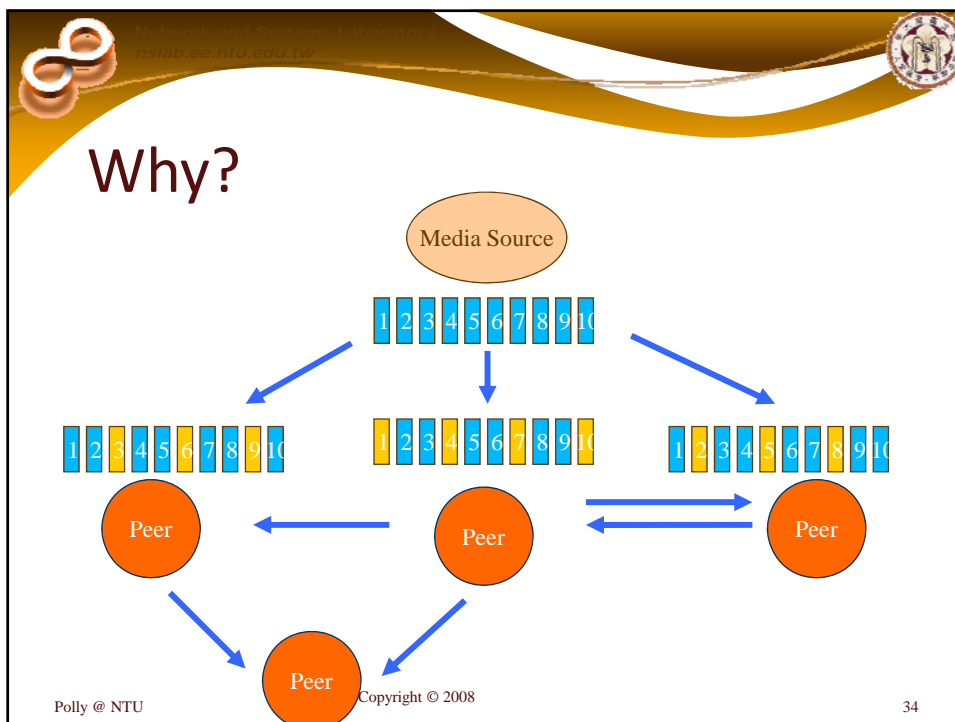 Network and Systems Laboratory
nslab.ee.ntu.edu.tw
Why?
Media Source
1 2 3 4 5 6 7 8 9 10
1 2 3 4 5 6 7 8 9 10
1 2 3 4 5 6 7 8 9 10
1 2 3 4 5 6 7 8 9 10
Peer
Peer
Peer
Peer
Polly @ NTU
Copyright © 2008
34